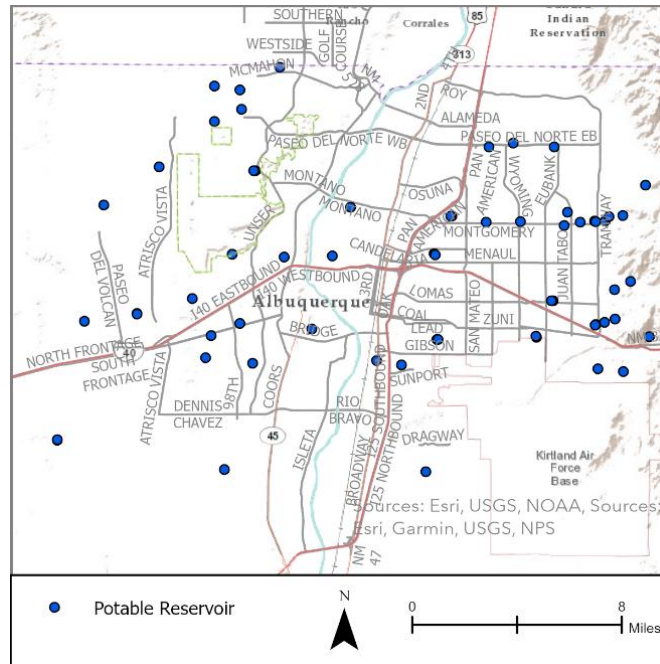 SOUTHERN
Rancho
Corrales
85
Indian
Reservation
WESTSIDE
GOLF
COURSE
MCMAHON
NM
313
2ND
ROY
ALAMEDA
PASEO DEL NORTE WB
PASEO DEL NORTE EB
PAN
AMERICAN
WYOMING
EUBANK
TRAMWAY
ATRISCO VISTA
MONTANO
OSUNA
UNSER
MONTANO
PAN
AMERICAN
MONTGOMERY
JUAN TABO
PASEO
DEL VOLCAN
CANDELARIA
MENAUL
I40 EASTBOUND
I40 WESTBOUND
3RD
Albuquerque
OAK
LOMAS
COAL
LEAD
ZUNI
SAN MATEO
BRIDGE
GIBSON
NORTH FRONTAGE
40
SOUTH
FRONTAGE
SUNPORT
ATRISCO VISTA
98TH
COORS
DENNIS
CHAVEZ
RIO
BRAVO
45
ISLETA
BROADWAY
I25 SOUTHBOUND
I25 NORTHBOUND
DRAGWAY
Kirtland Air
Force
Base
Sources: Esri, USGS, NOAA, Sources:
Esri, Garmin, USGS, NPS
NM
47
Potable Reservoir
N
0
8
Miles